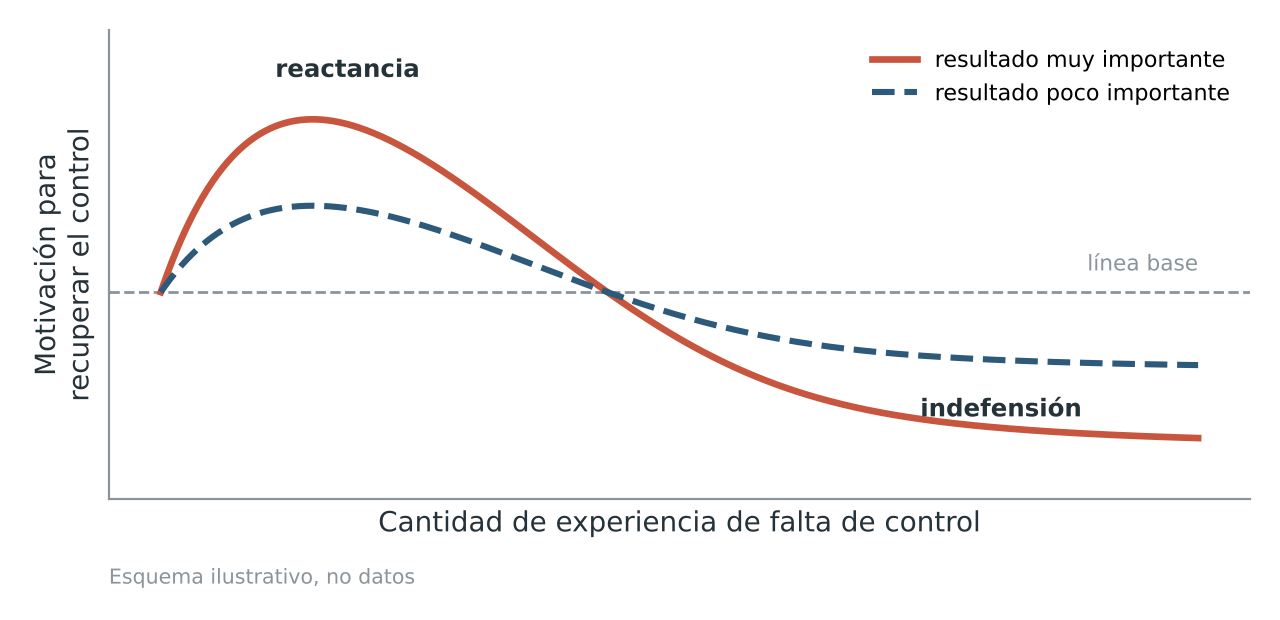 reactancia
resultado muy importante
resultado poco importante
Motivación para
recuperar el control
línea base
indefensión
Cantidad de experiencia de falta de control
Esquema ilustrativo, no datos